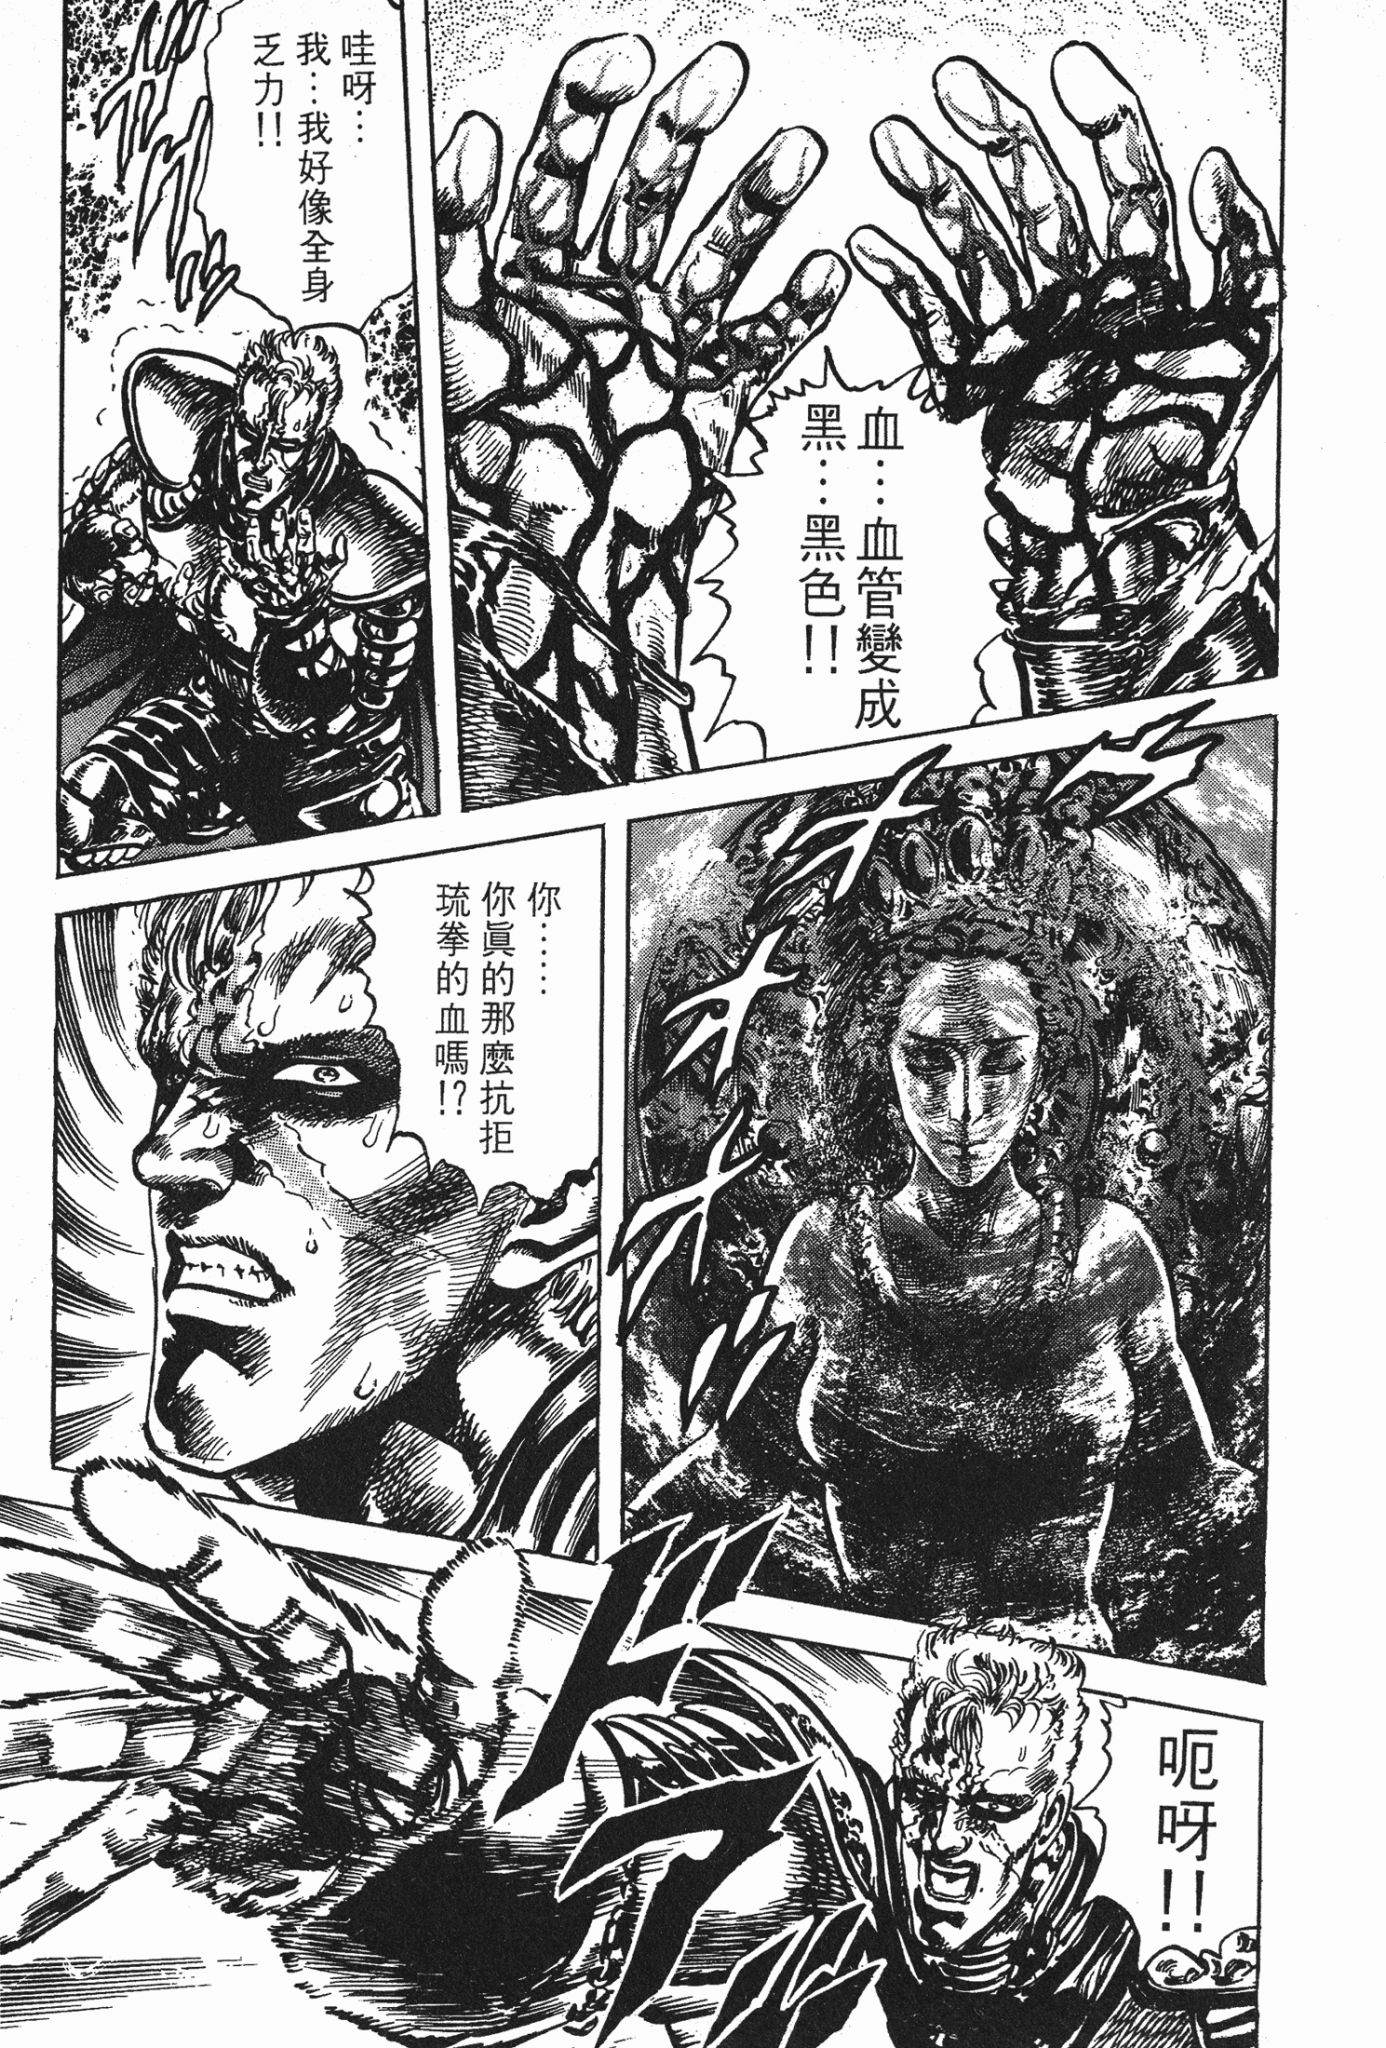 血…血管變成
黑…黑色!!
哇呀…
我…我好像全身
乏力!!
你……
你眞的那麼抗拒
琉拳的血嗎!?
呃呀!!